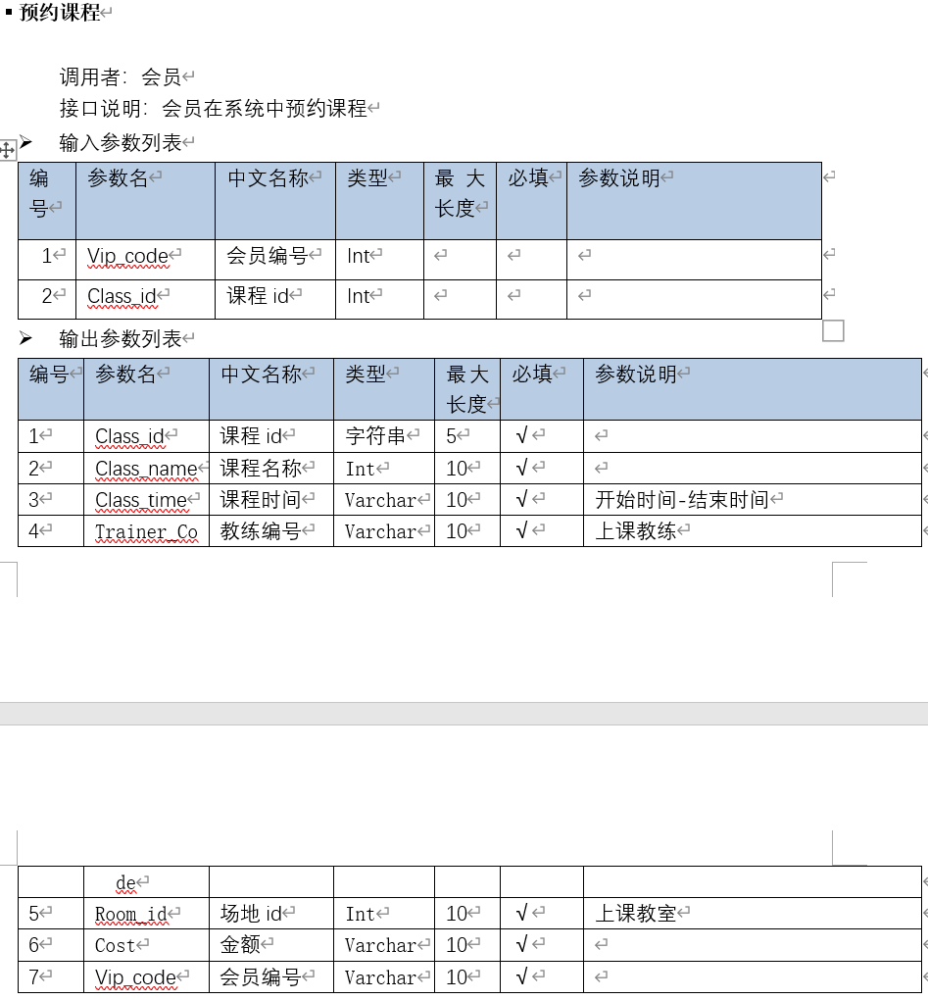 预约课程
调用者：会员
接口说明：会员在系统中预约课程
输入参数列表
编号 参数名 中文名称 类型 最大长度 必填 参数说明
1 Vip_code 会员编号 Int
2 Class_id 课程 id Int
输出参数列表
编号 参数名 中文名称 类型 最大长度 必填 参数说明
1 Class_id 课程 id 字符串 5 √
2 Class_name 课程名称 Int 10 √
3 Class_time 课程时间 Varchar 10 √ 开始时间-结束时间
4 Trainer_Co 教练编号 Varchar 10 √ 上课教练
de
5 Room_id 场地 id Int 10 √ 上课教室
6 Cost 金额 Varchar 10 √
7 Vip_code 会员编号 Varchar 10 √